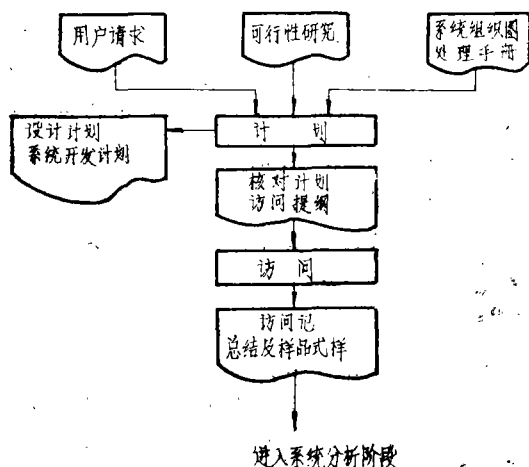 用户请求
可行性研究
系统组织图
处理手册
计 划
设计计划
系统开发计划
核对计划
访问提纲
访 问
访问记
总结及样品式样
进入系统分析阶段